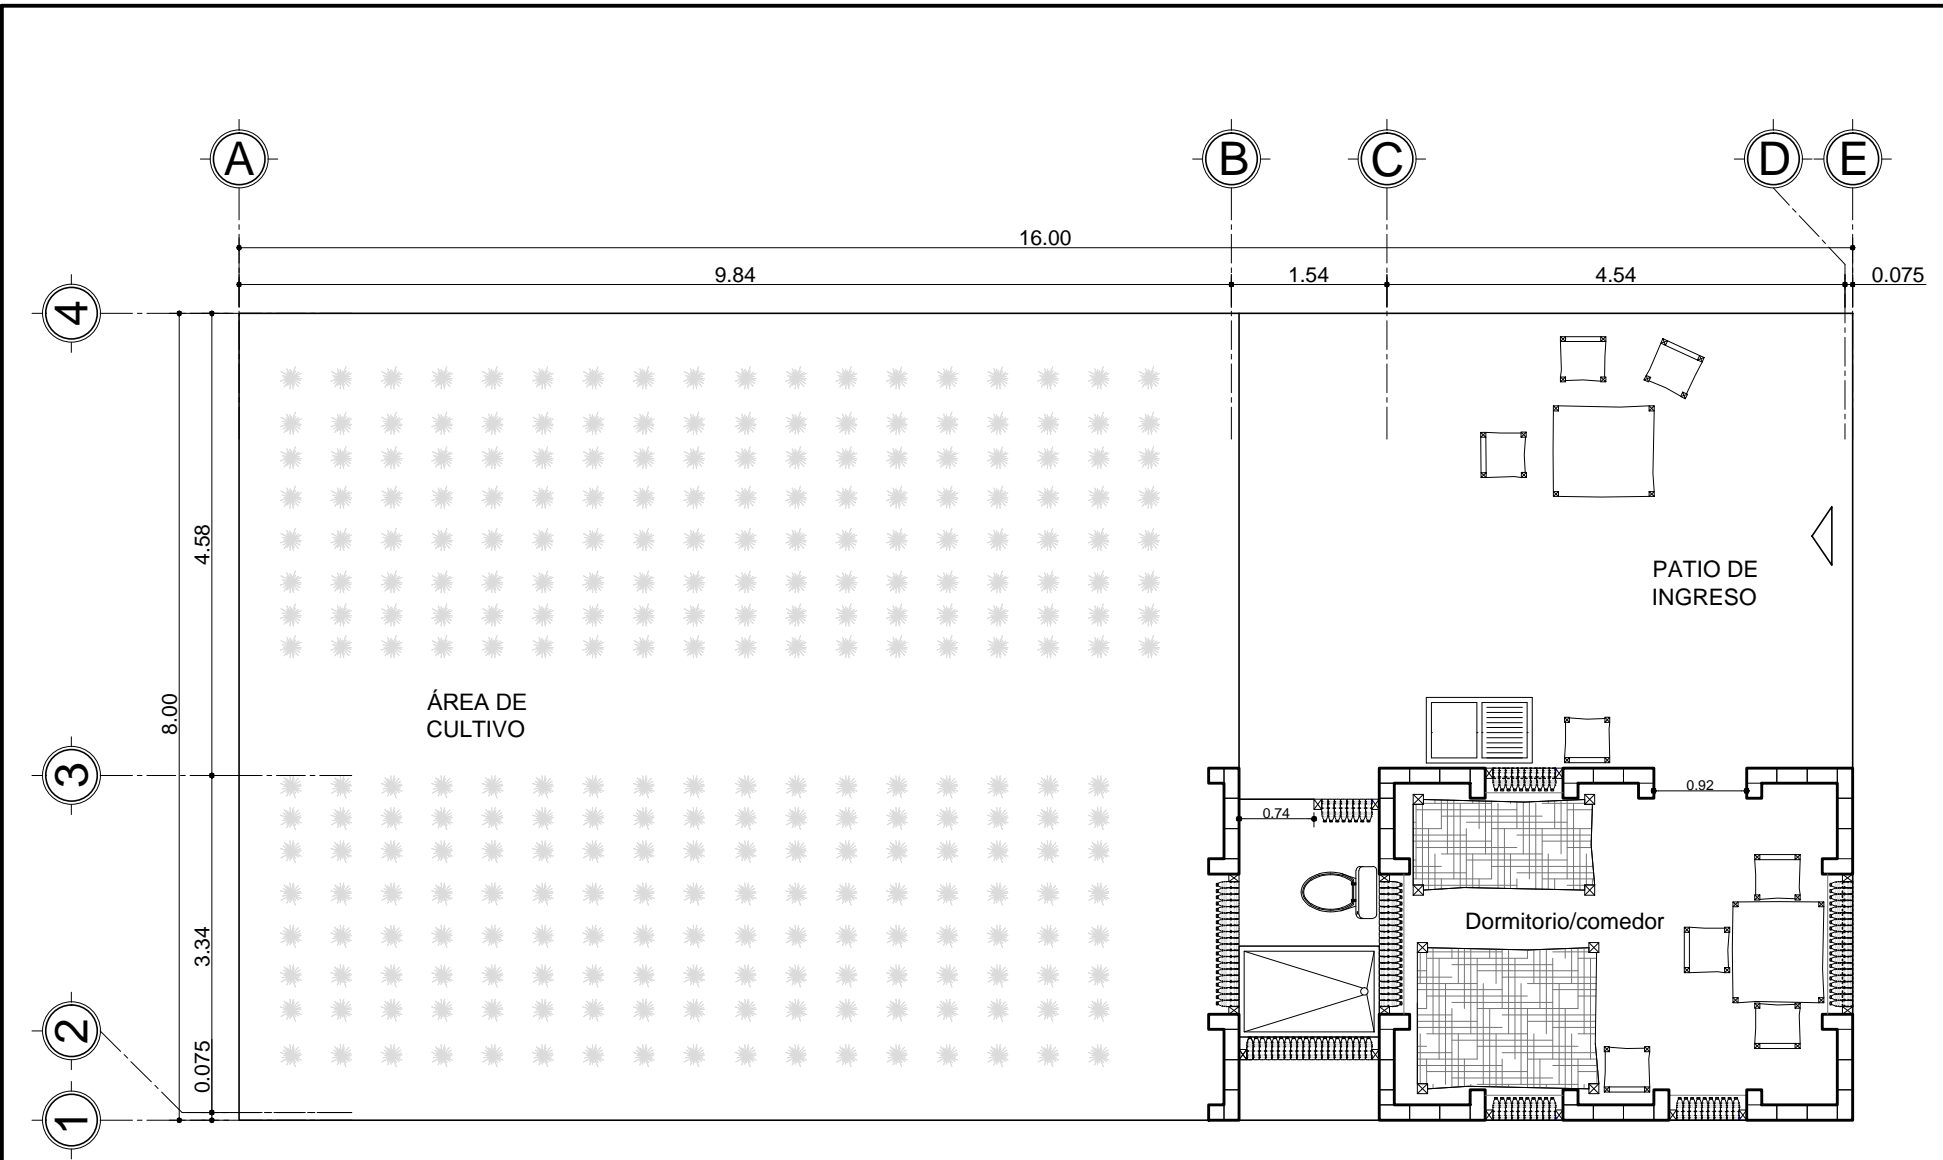 A
B
C
D
E
16.00
9.84
1.54
4.54
0.075
4
3
2
1
8.00
4.58
3.34
0.075
ÁREA DE
CULTIVO
PATIO DE
INGRESO
0.92
0.74
Dormitorio/comedor